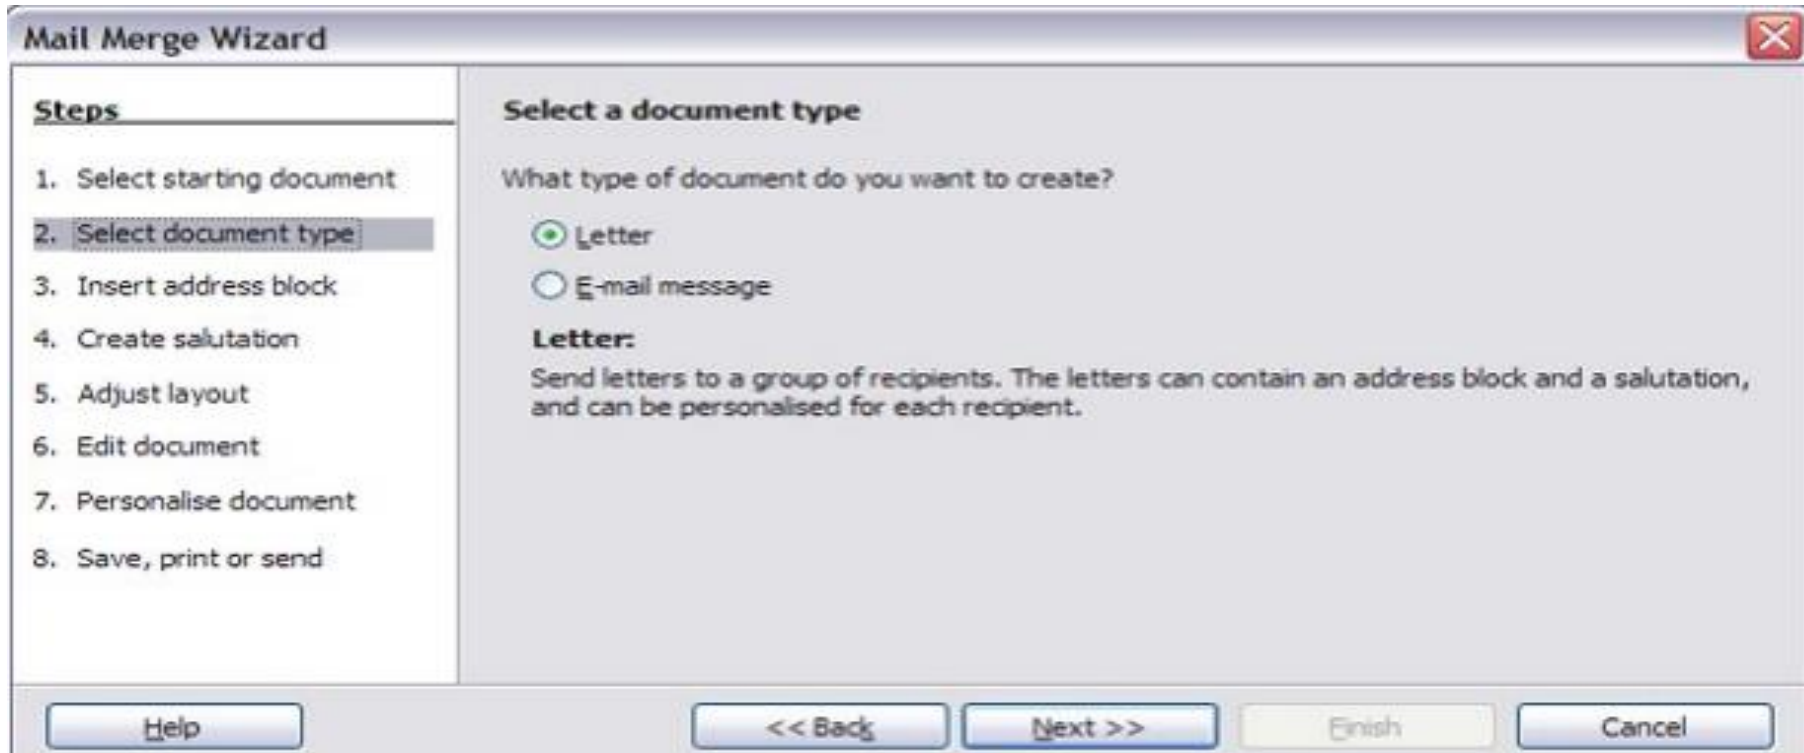 Mail Merge Wizard
Steps
1. Select starting document
2. Select document type
3. Insert address block
4. Create salutation
5. Adjust layout
6. Edit document
7. Personalise document
8. Save, print or send
Select a document type
What type of document do you want to create?
Letter
E-mail message
Letter:
Send letters to a group of recipients. The letters can contain an address block and a salutation,
and can be personalised for each recipient.
Help
<< Back
Next >>
Finish
Cancel